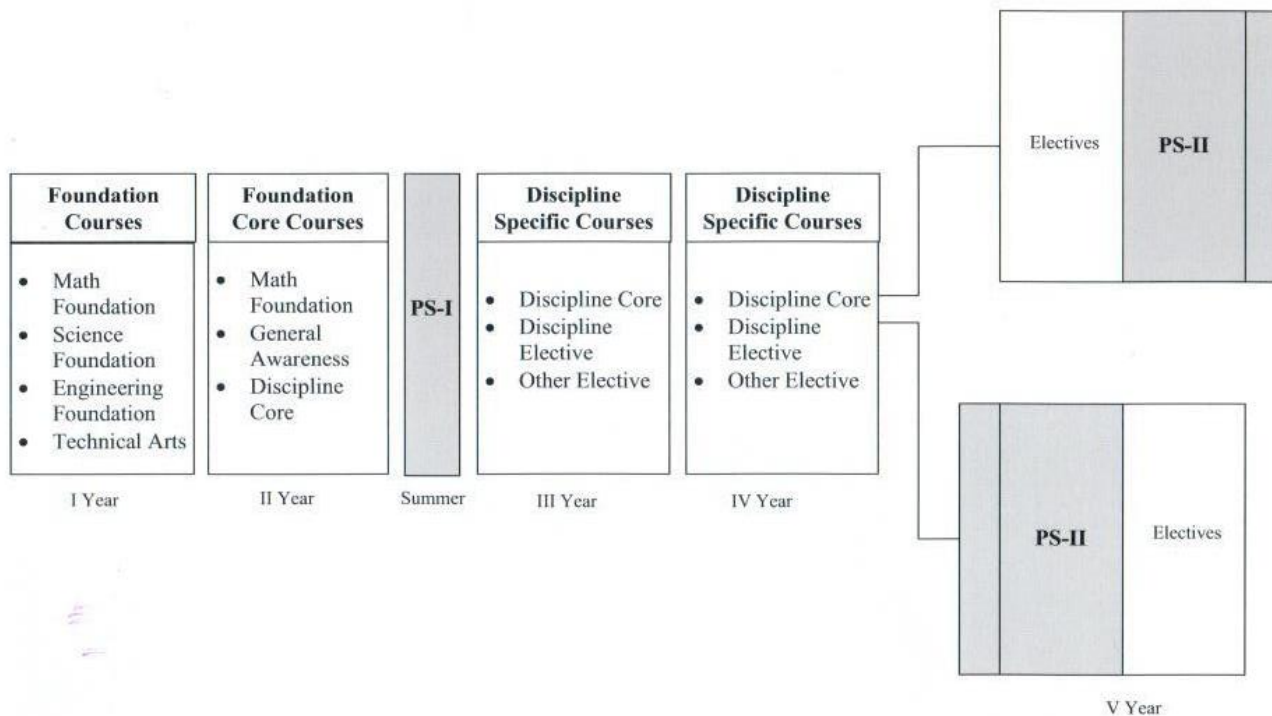 Foundation
Courses
• Math
Foundation
• Science
Foundation
• Engineering
Foundation
• Technical Arts
I Year
Foundation
Core Courses
• Math
Foundation
• General
Awareness
• Discipline
Core
II Year
PS-I
Summer
Discipline
Specific Courses
• Discipline Core
• Discipline
Elective
• Other Elective
III Year
Discipline
Specific Courses
• Discipline Core
• Discipline
Elective
• Other Elective
IV Year
Electives
PS-II
PS-II
Electives
V Year